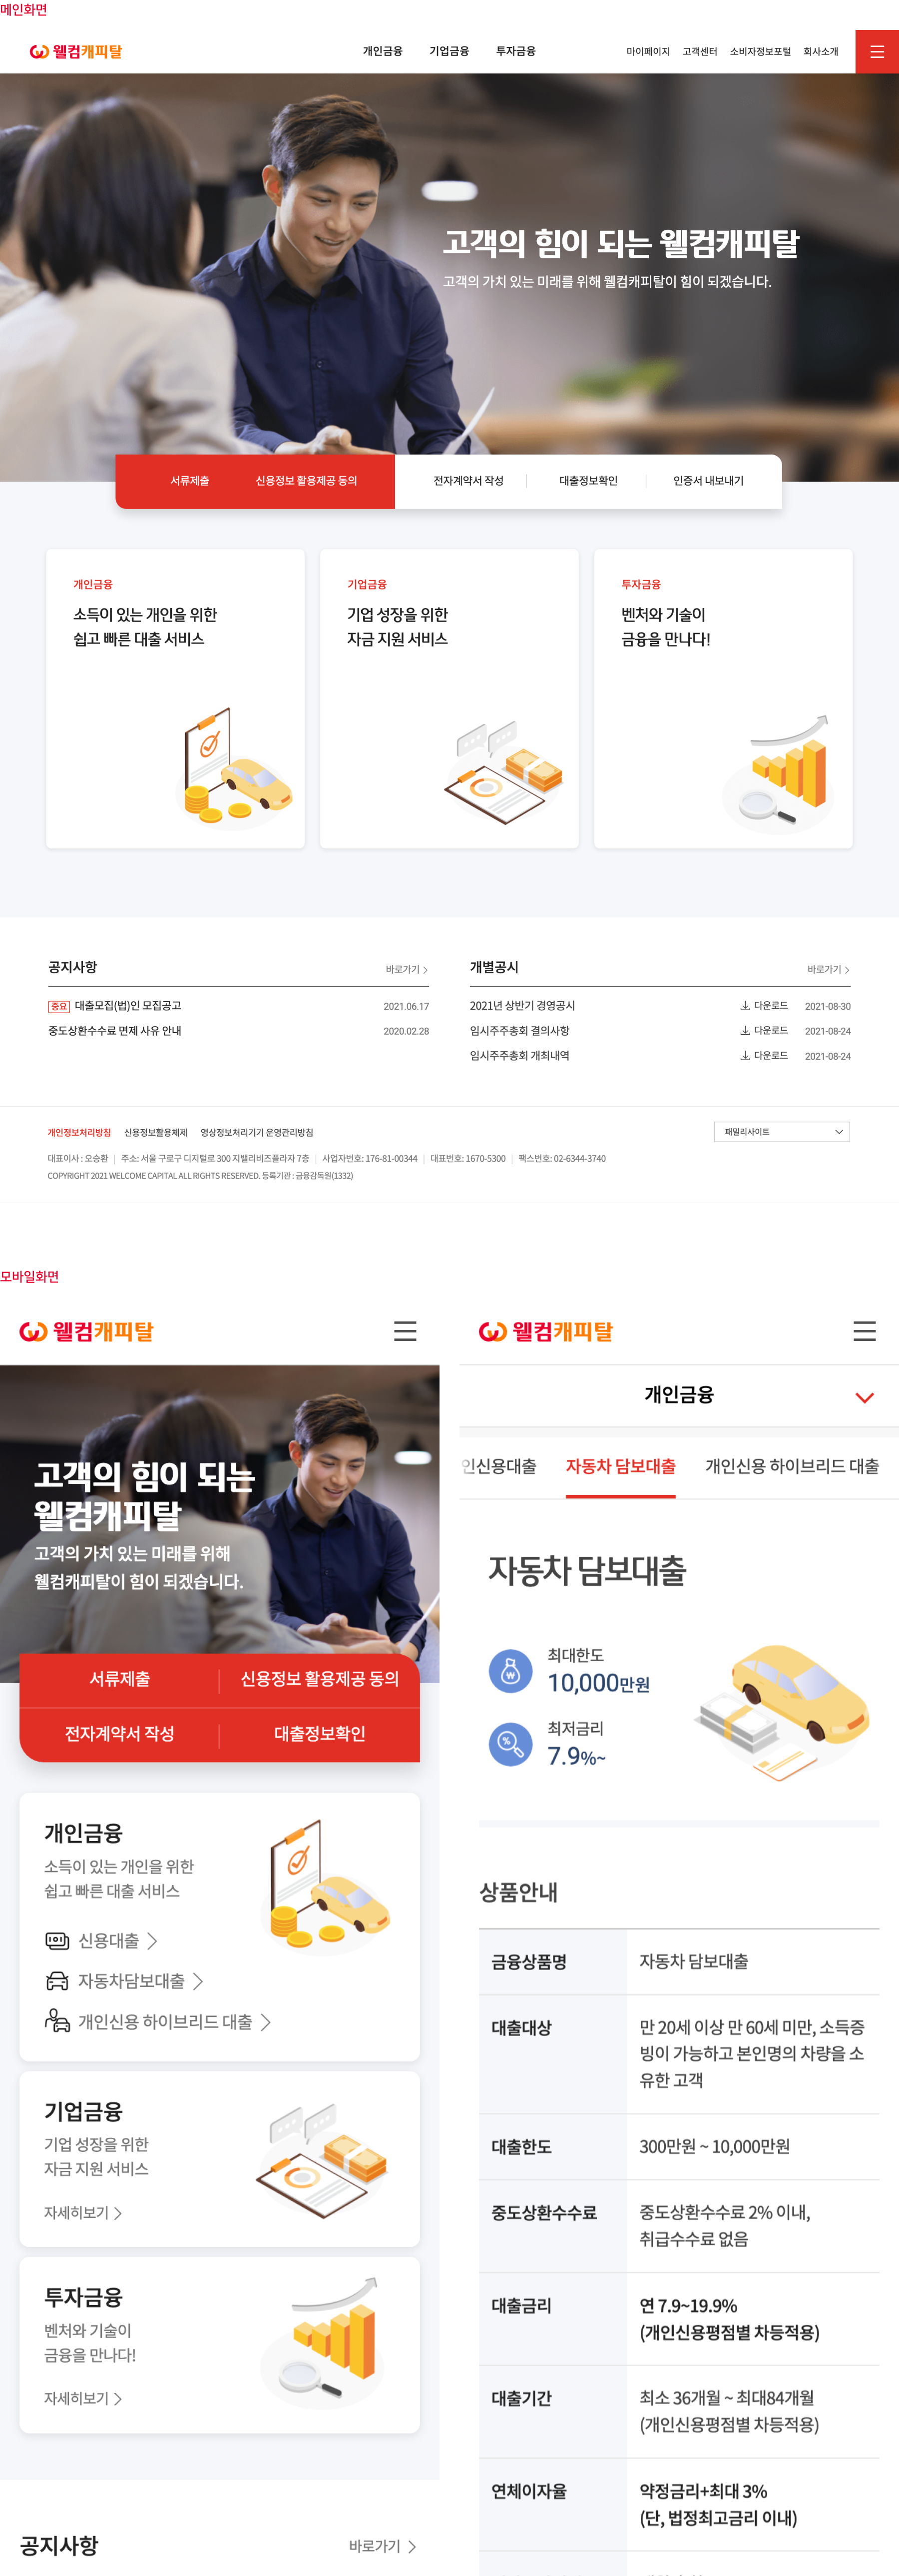 메인화면
웰컴캐피탈
개인금융 기업금융 투자금융
마이페이지 고객센터 소비자정보포털 회사소개
고객의 힘이 되는 웰컴캐피탈
고객의 가치 있는 미래를 위해 웰컴캐피탈이 힘이 되겠습니다.
서류제출 신용정보 활용제공 동의 전자계약서 작성 대출정보확인 인증서 내보내기
개인금융
소득이 있는 개인을 위한
쉽고 빠른 대출 서비스
기업금융
기업 성장을 위한
자금 지원 서비스
투자금융
벤처와 기술이
금융을 만나다!
공지사항 바로가기
중요 대출모집(법)인 모집공고 2021.06.17
중도상환수수료 면제 사유 안내 2020.02.28
개별공시 바로가기
2021년 상반기 경영공시 다운로드 2021-08-30
임시주주총회 결의사항 다운로드 2021-08-24
임시주주총회 개최내역 다운로드 2021-08-24
개인정보처리방침 신용정보활용체제 영상정보처리기기 운영관리방침
패밀리사이트
대표이사 : 오승환 | 주소: 서울 구로구 디지털로 300 지밸리비즈플라자 7층 | 사업자번호: 176-81-00344 | 대표번호: 1670-5300 | 팩스번호: 02-6344-3740
COPYRIGHT 2021 WELCOME CAPITAL ALL RIGHTS RESERVED. 등록기관 : 금융감독원(1332)
모바일화면
웰컴캐피탈
고객의 힘이 되는
웰컴캐피탈
고객의 가치 있는 미래를 위해
웰컴캐피탈이 힘이 되겠습니다.
서류제출 신용정보 활용제공 동의
전자계약서 작성 대출정보확인
개인금융
소득이 있는 개인을 위한
쉽고 빠른 대출 서비스
신용대출
자동차담보대출
개인신용 하이브리드 대출
기업금융
기업 성장을 위한
자금 지원 서비스
자세히보기
투자금융
벤처와 기술이
금융을 만나다!
자세히보기
공지사항 바로가기
웰컴캐피탈
개인금융
인신용대출 자동차 담보대출 개인신용 하이브리드 대출
자동차 담보대출
최대한도
10,000만원
최저금리
7.9%~
상품안내
금융상품명 자동차 담보대출
대출대상 만 20세 이상 만 60세 미만, 소득증
빙이 가능하고 본인명의 차량을 소
유한 고객
대출한도 300만원 ~ 10,000만원
중도상환수수료 중도상환수수료 2% 이내,
취급수수료 없음
대출금리 연 7.9~19.9%
(개인신용평점별 차등적용)
대출기간 최소 36개월 ~ 최대84개월
(개인신용평점별 차등적용)
연체이자율 약정금리+최대 3%
(단, 법정최고금리 이내)